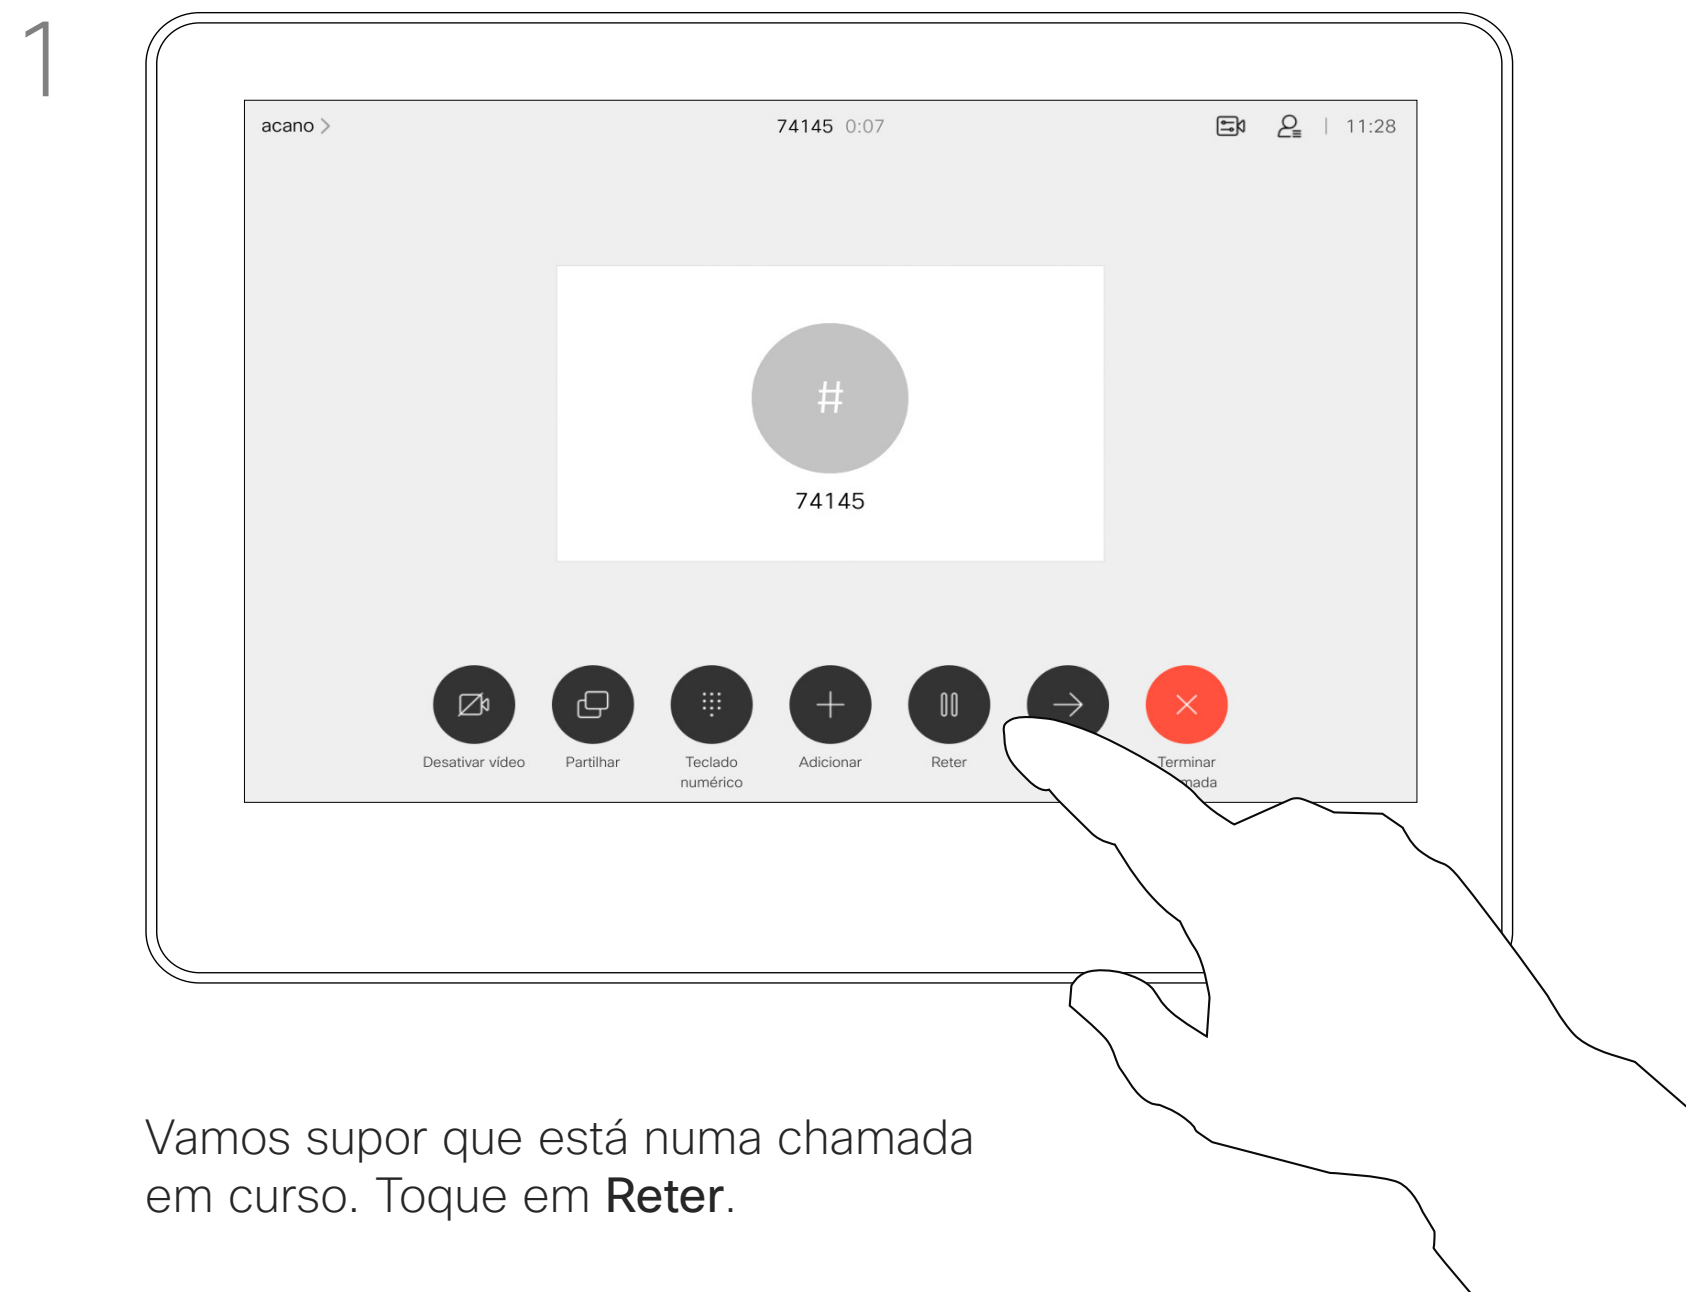 1
acano >
74145 0:07
| 11:28
#
74145
Desativar vídeo
Partilhar
Teclado
numérico
Adicionar
Reter
Terminar
Vamos supor que está numa chamada
em curso. Toque em Reter.